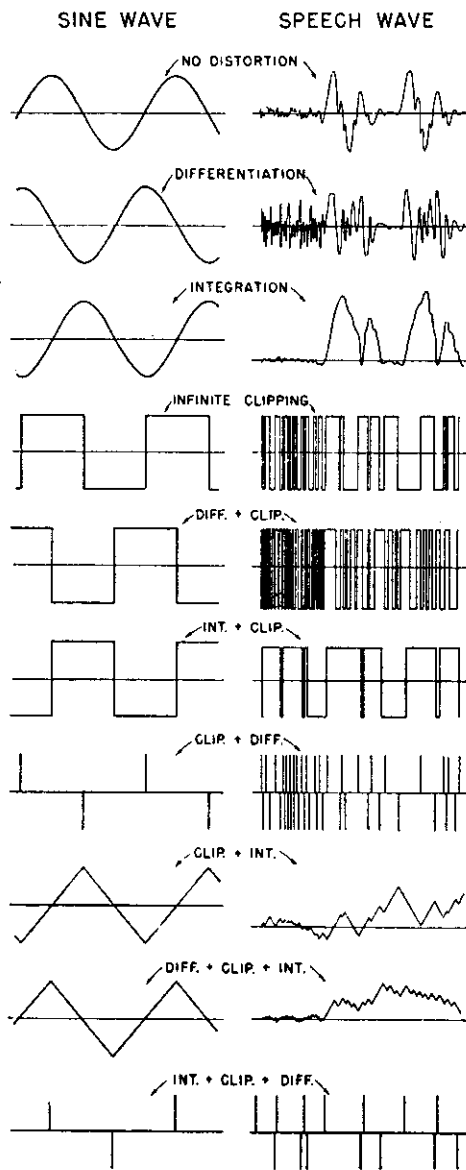 SINE WAVE SPEECH WAVE
NO DISTORTION
DIFFERENTIATION
INTEGRATION
INFINITE CLIPPING
DIFF. + CLIP.
INT. + CLIP.
CLIP. + DIFF.
CLIP. + INT.
DIFF. + CLIP. + INT.
INT. + CLIP. + DIFF.